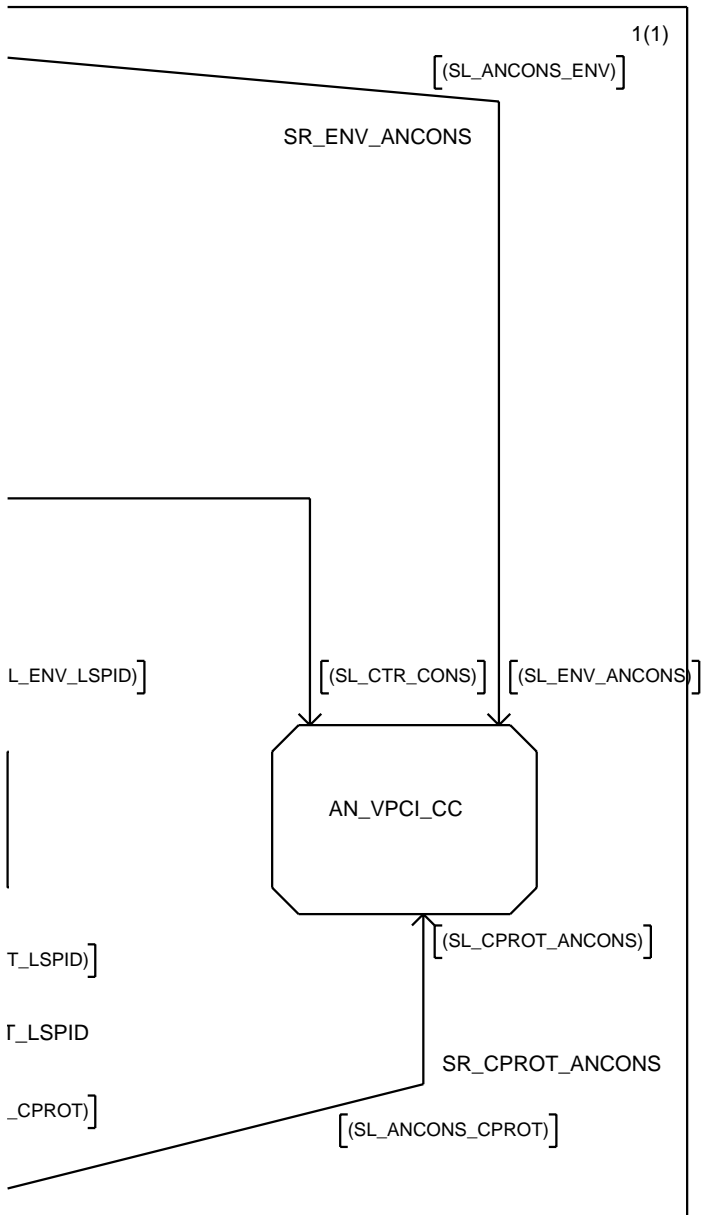 1(1)
[(SL_ANCONS_ENV)]
SR_ENV_ANCONS
L_ENV_LSPID)]
[(SL_CTR_CONS)]
[(SL_ENV_ANCONS)]
AN_VPCI_CC
[(SL_CPROT_ANCONS)]
T_LSPID)]
T_LSPID
SR_CPROT_ANCONS
_CPROT)]
[(SL_ANCONS_CPROT)]